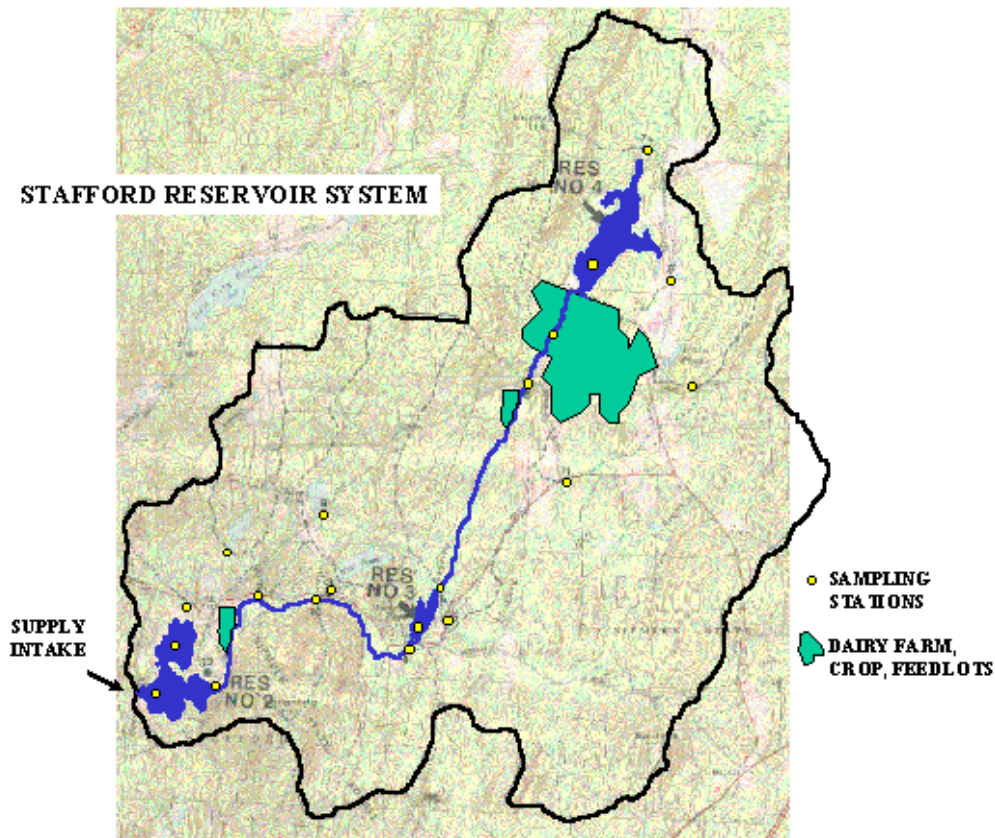 RES
NO 4
STAFFORD RESERVOIR SYSTEM
RES
NO 3
SAMPLING
STATIONS
SUPPLY
INTAKE
DAIRY FARM,
CROP, FEEDLOTS
RES
NO 2